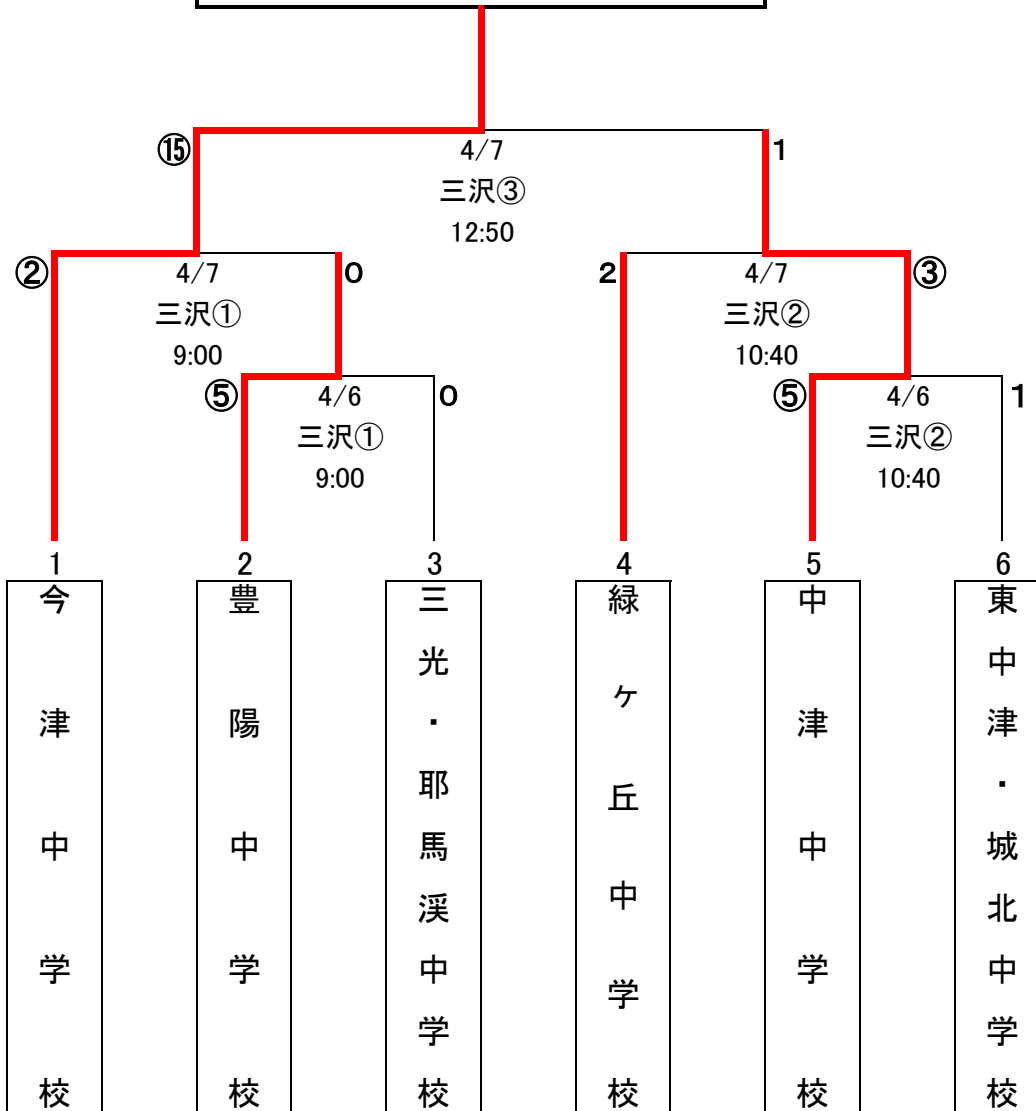 ⑮
4/7
1
三沢③
12:50
②
4/7
0
2
4/7
③
三沢①
三沢②
9:00
10:40
⑤
4/6
0
⑤
4/6
1
三沢①
三沢②
9:00
10:40
1
2
3
4
5
6
今津中学校
豊陽中学校
三光・耶馬渓中学校
緑ヶ丘中学校
中津中学校
東中津・城北中学校